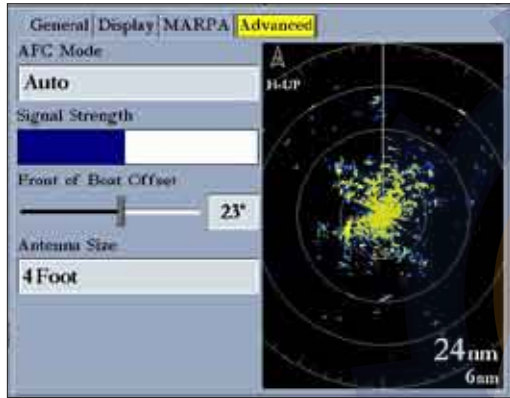 General Display MARPA Advanced
AFC Mode
Auto
Signal Strength
Front of Boat Offset
23°
Antenna Size
4 Foot
H-UP
24nm
6nm